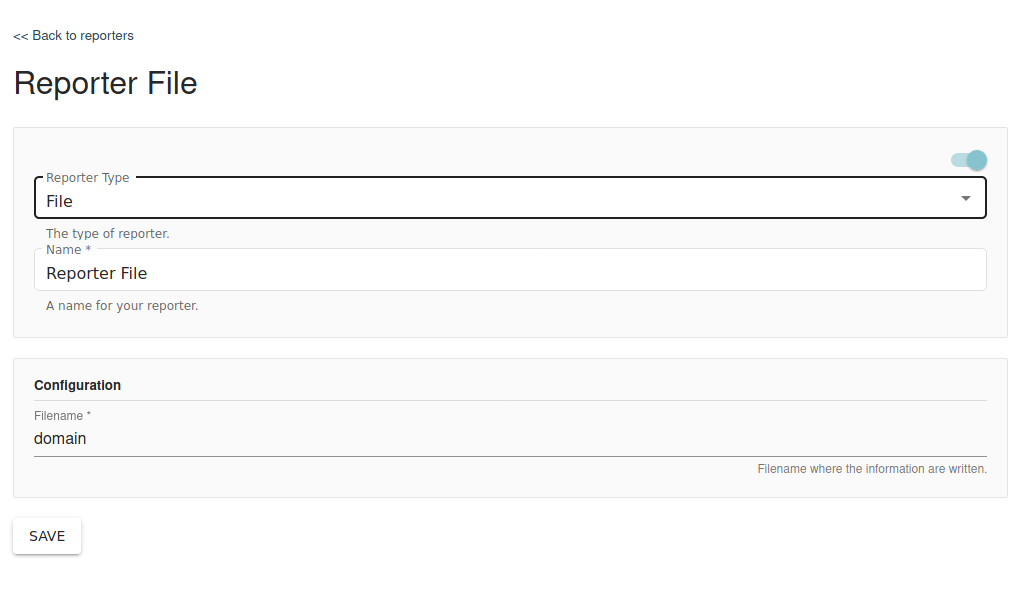 << Back to reporters
Reporter File
Reporter Type
File
The type of reporter.
Name *
Reporter File
A name for your reporter.
Configuration
Filename *
domain
Filename where the information are written.
SAVE